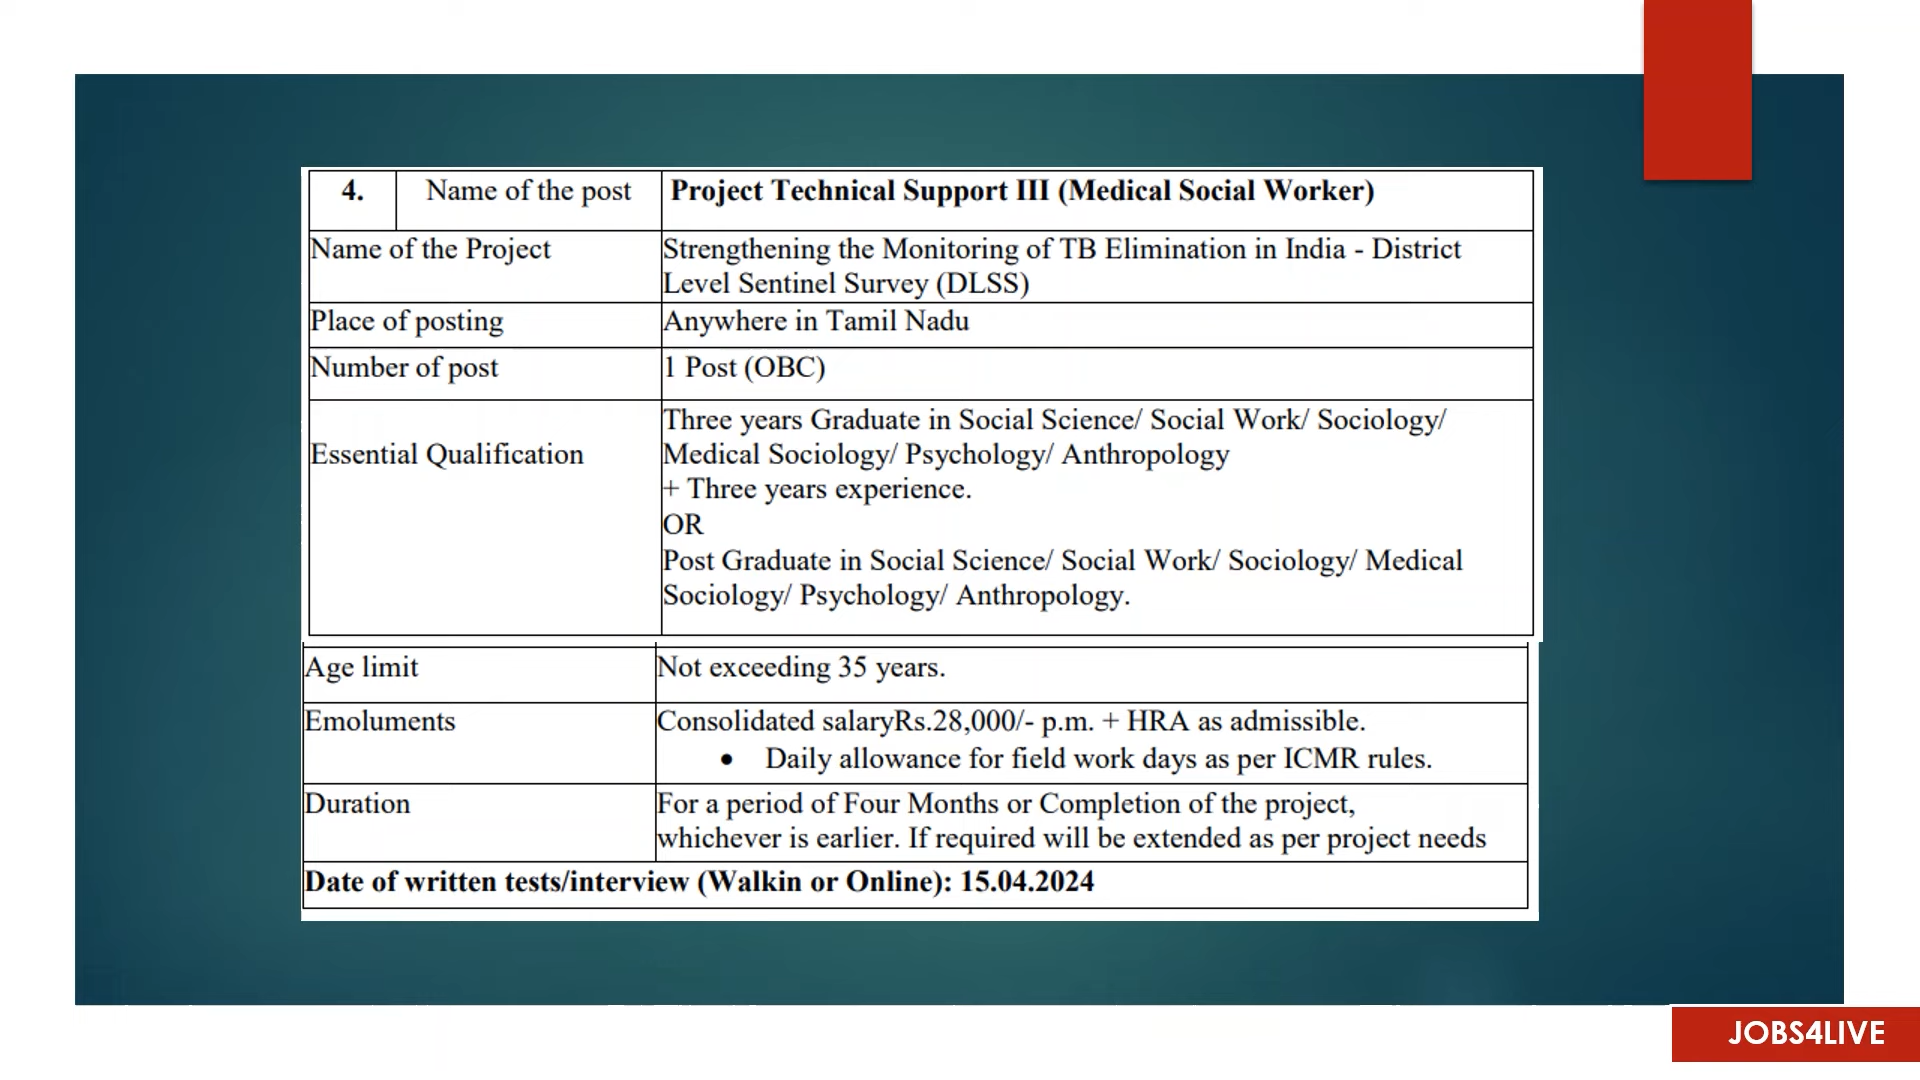 4. Name of the post Project Technical Support III (Medical Social Worker)
Name of the Project Strengthening the Monitoring of TB Elimination in India - District
Level Sentinel Survey (DLSS)
Place of posting Anywhere in Tamil Nadu
Number of post 1 Post (OBC)
Three years Graduate in Social Science/ Social Work/ Sociology/
Essential Qualification Medical Sociology/ Psychology/ Anthropology
+ Three years experience.
OR
Post Graduate in Social Science/ Social Work/ Sociology/ Medical
Sociology/ Psychology/ Anthropology.
Age limit Not exceeding 35 years.
Emoluments Consolidated salaryRs.28,000/- p.m. + HRA as admissible.
• Daily allowance for field work days as per ICMR rules.
Duration For a period of Four Months or Completion of the project,
whichever is earlier. If required will be extended as per project needs
Date of written tests/interview (Walkin or Online): 15.04.2024
JOBS4LIVE